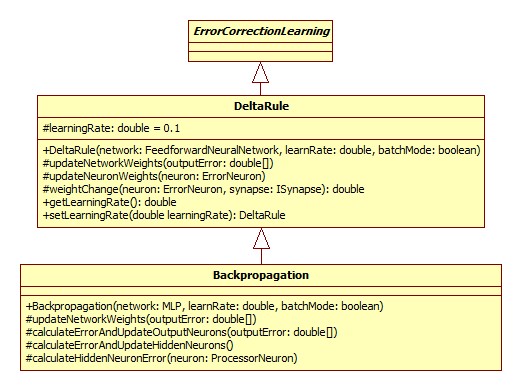 ErrorCorrectionLearning
DeltaRule
#learningRate: double = 0.1
+DeltaRule(network: FeedforwardNeuralNetwork, learnRate: double, batchMode: boolean)
#updateNetworkWeights(outputError: double[])
#updateNeuronWeights(neuron: ErrorNeuron)
#weightChange(neuron: ErrorNeuron, synapse: ISynapse): double
+getLearningRate(): double
+setLearningRate(double learningRate): DeltaRule
Backpropagation
+Backpropagation(network: MLP, learnRate: double, batchMode: boolean)
#updateNetworkWeights(outputError: double[])
#calculateErrorAndUpdateOutputNeurons(outputError: double[])
#calculateErrorAndUpdateHiddenNeurons()
#calculateHiddenNeuronError(neuron: ProcessorNeuron)